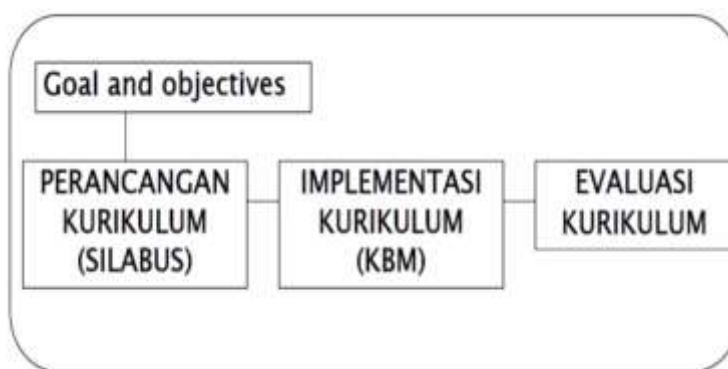 Goal and objectives
PERANCANGAN
KURIKULUM
(SILABUS)
IMPLEMENTASI
KURIKULUM
(KBM)
EVALUASI
KURIKULUM